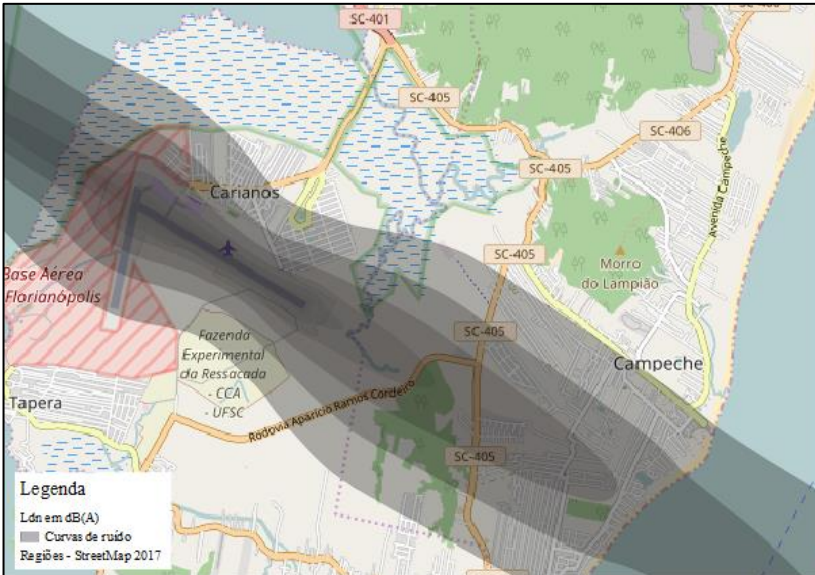 SC-401
SC-405
SC-406
SC-405
Avenida Campeche
Carianos
SC-405
Morro
do Lampião
Base Aérea
Florianópolis
SC-405
Fazenda
Experimental
da Ressacada
- CCA
- UFSC
Campeche
Tapera
Rodovia Aparício Ramos Cordeiro
SC-405
Legenda
Ldn em dB(A)
Curvas de ruído
Regiões - StreetMap 2017